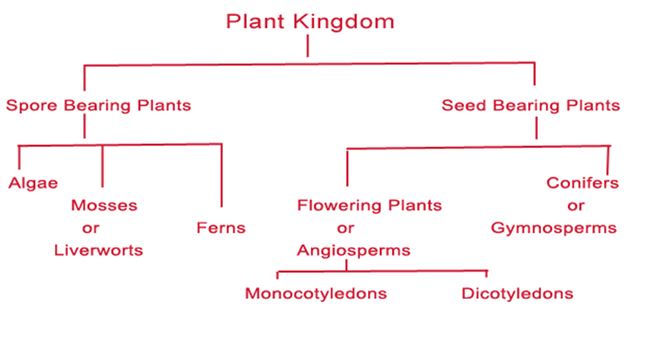 Plant Kingdom
Spore Bearing Plants
Seed Bearing Plants
Algae
Mosses
or
Liverworts
Ferns
Flowering Plants
or
Angiosperms
Conifers
or
Gymnosperms
Monocotyledons
Dicotyledons